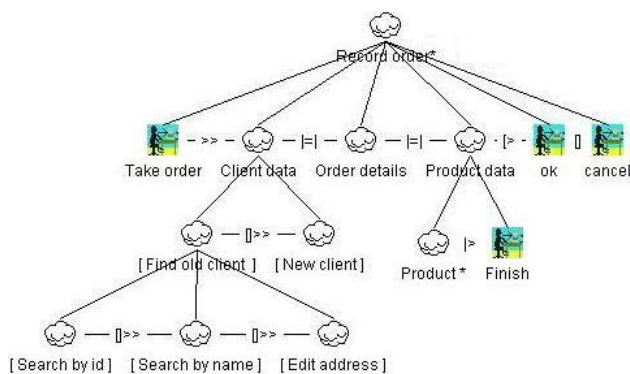 Record order*
>> |=| |=| [> []
Take order Client data Order details Product data ok cancel
[]>> |>
[ Find old client ] [ New client ] Product * Finish
[]>> []>>
[ Search by id ] [ Search by name ] [ Edit address ]